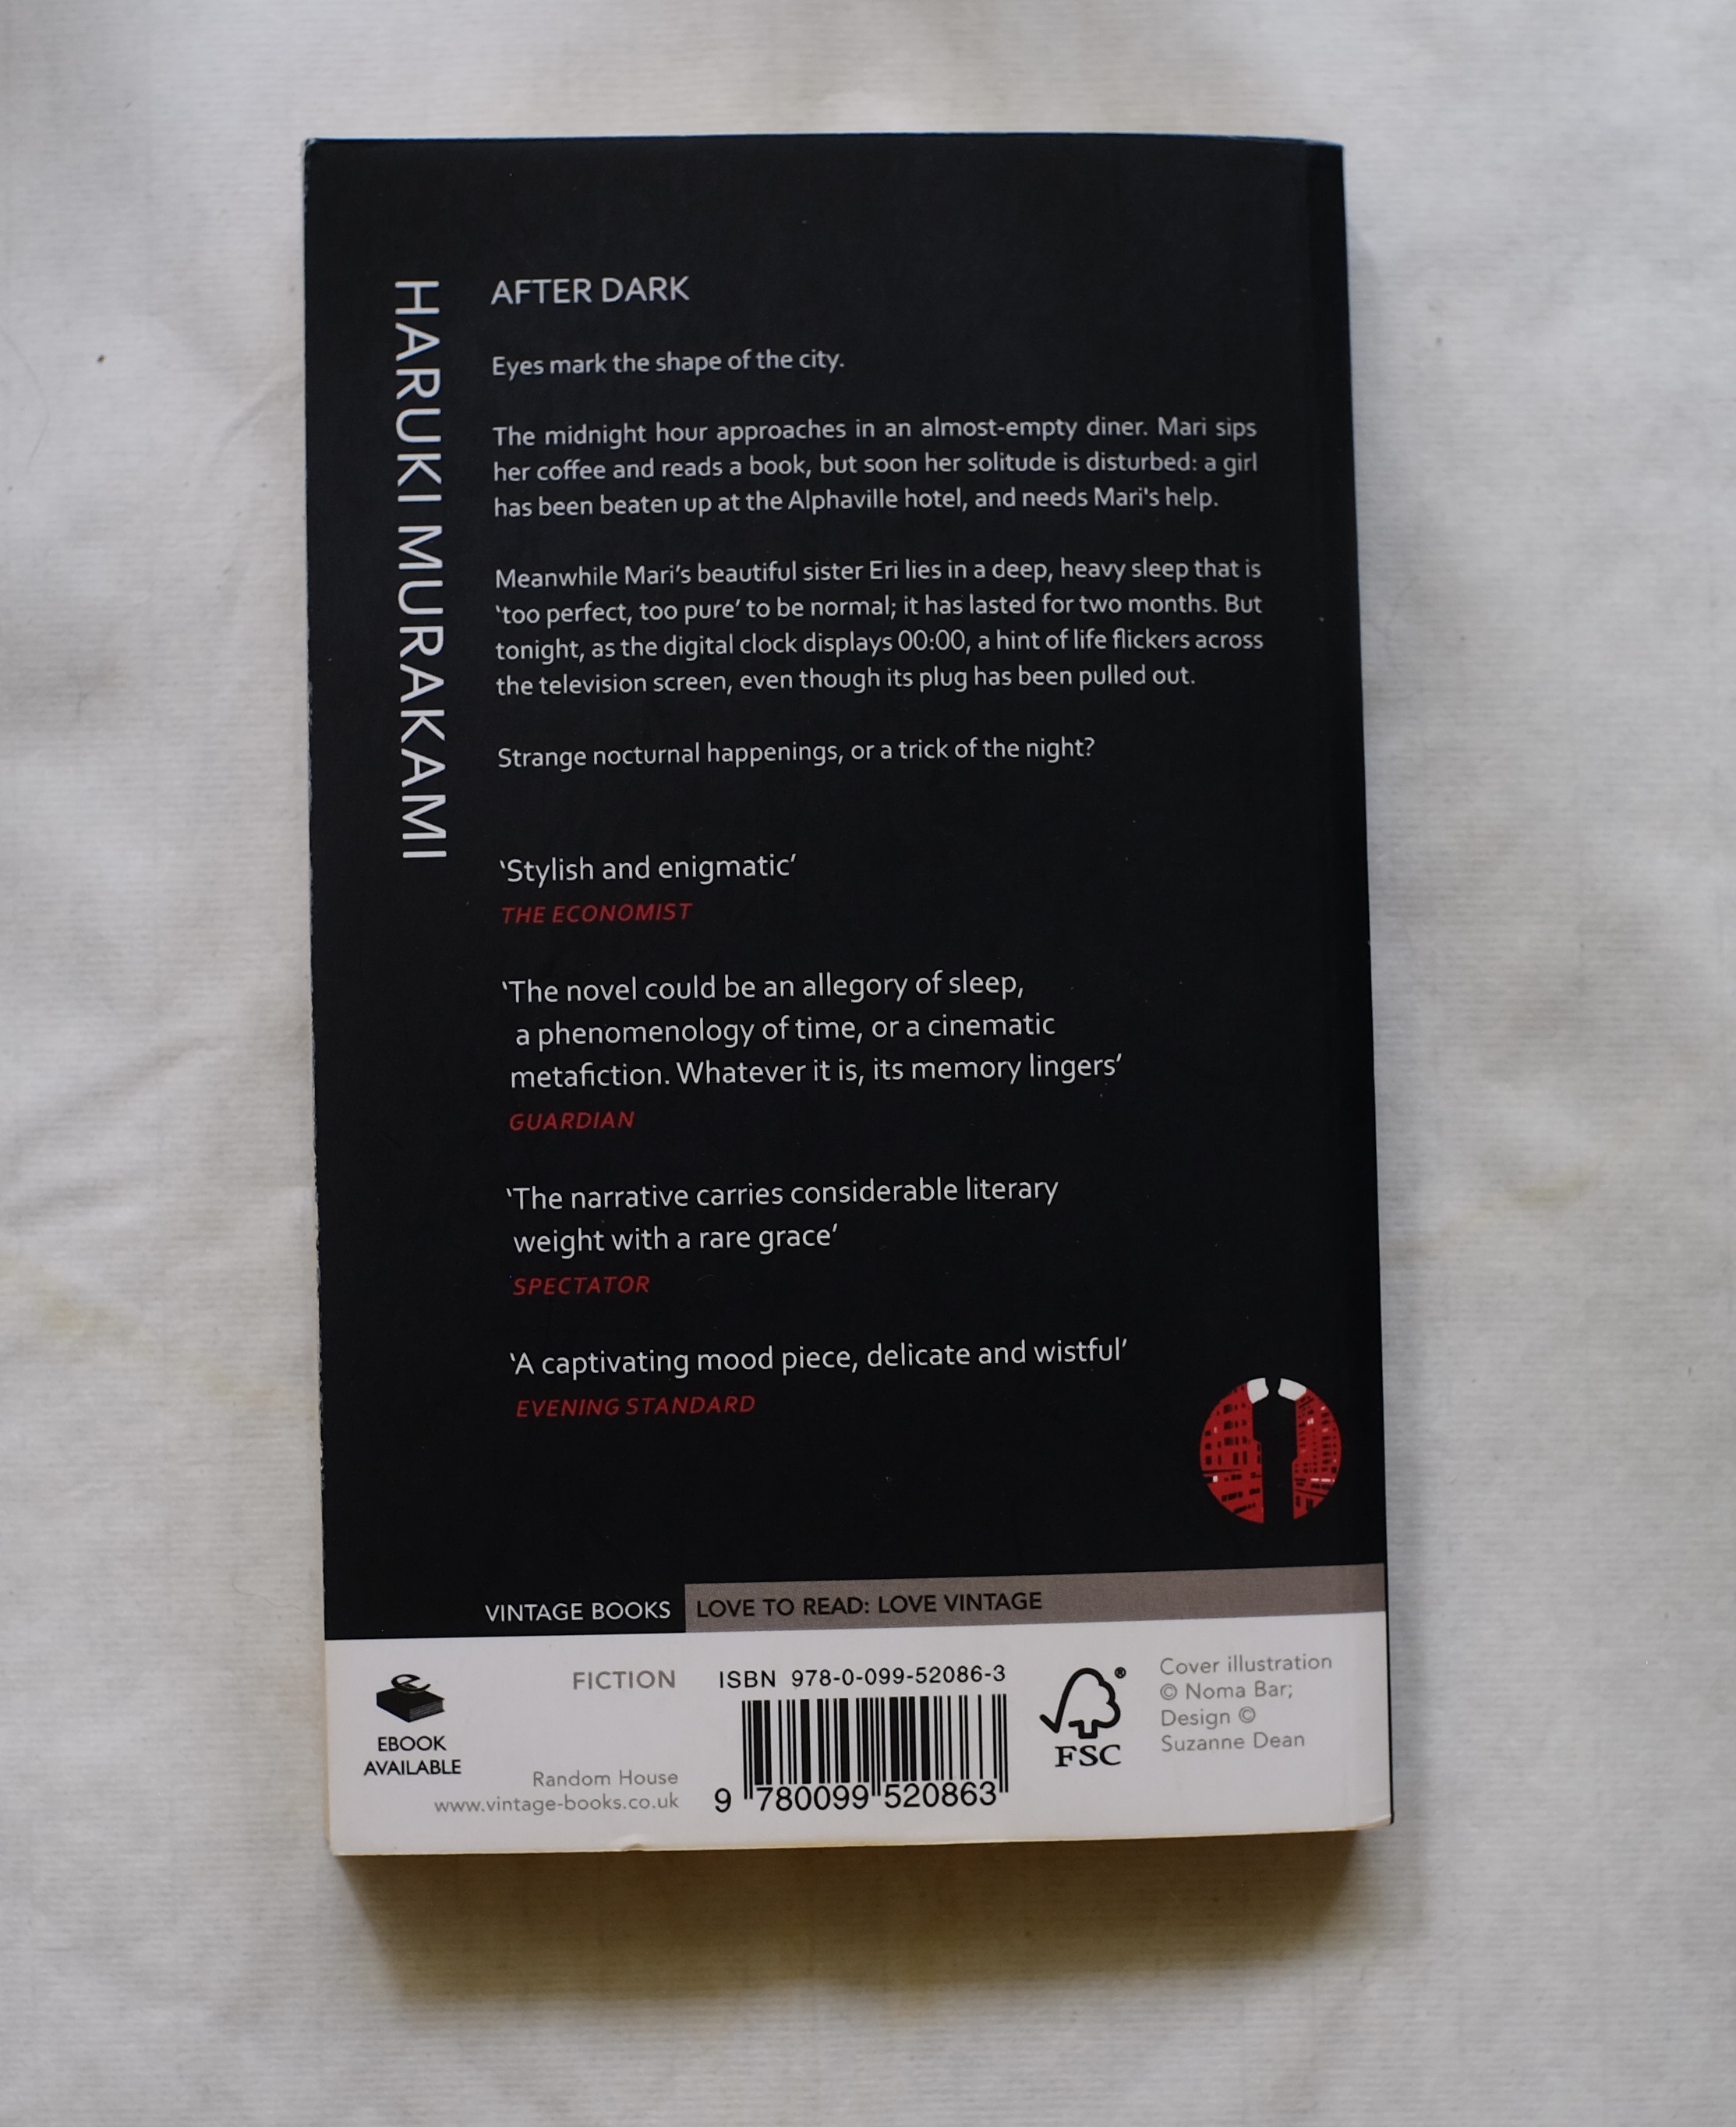 HARUKI MURAKAMI
AFTER DARK
Eyes mark the shape of the city.
The midnight hour approaches in an almost-empty diner. Mari sips
her coffee and reads a book, but soon her solitude is disturbed: a girl
has been beaten up at the Alphaville hotel, and needs Mari's help.
Meanwhile Mari's beautiful sister Eri lies in a deep, heavy sleep that is
‘too perfect, too pure’ to be normal; it has lasted for two months. But
tonight, as the digital clock displays 00:00, a hint of life flickers across
the television screen, even though its plug has been pulled out.
Strange nocturnal happenings, or a trick of the night?
‘Stylish and enigmatic’
THE ECONOMIST
‘The novel could be an allegory of sleep,
a phenomenology of time, or a cinematic
metafiction. Whatever it is, its memory lingers’
GUARDIAN
‘The narrative carries considerable literary
weight with a rare grace’
SPECTATOR
‘A captivating mood piece, delicate and wistful’
EVENING STANDARD
VINTAGE BOOKS LOVE TO READ: LOVE VINTAGE
EBOOK
AVAILABLE
FICTION
Random House
www.vintage-books.co.uk
ISBN 978-0-099-52086-3
9 780099 520863
®
FSC
Cover illustration
© Noma Bar;
Design ©
Suzanne Dean